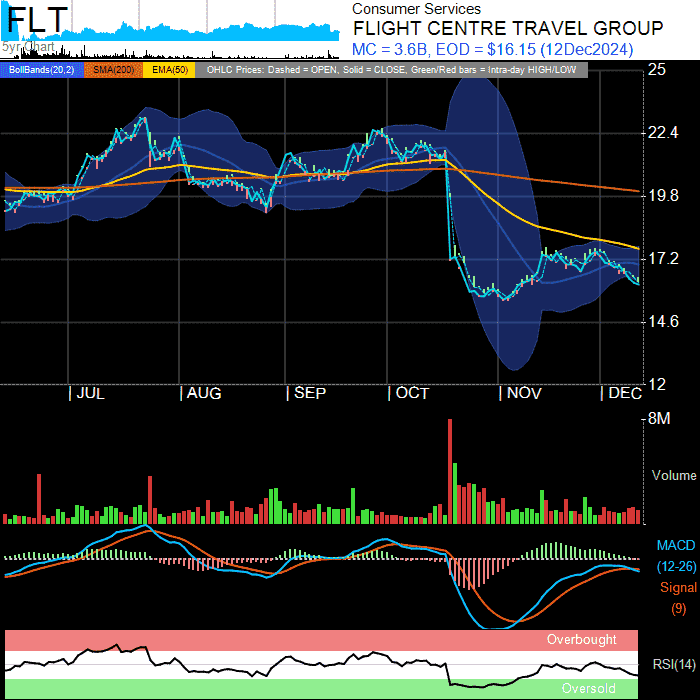 FLT
5yr Chart
Consumer Services
FLIGHT CENTRE TRAVEL GROUP
MC = 3.6B, EOD = $16.15 (12Dec2024)
BollBands(20,2) SMA(200) EMA(50) OHLC Prices: Dashed = OPEN, Solid = CLOSE, Green/Red bars = Intra-day HIGH/LOW
25
22.4
19.8
17.2
14.6
12
| JUL | AUG | SEP | OCT | NOV | DEC
8M
Volume
MACD
(12-26)
Signal
(9)
Overbought
RSI(14)
Oversold